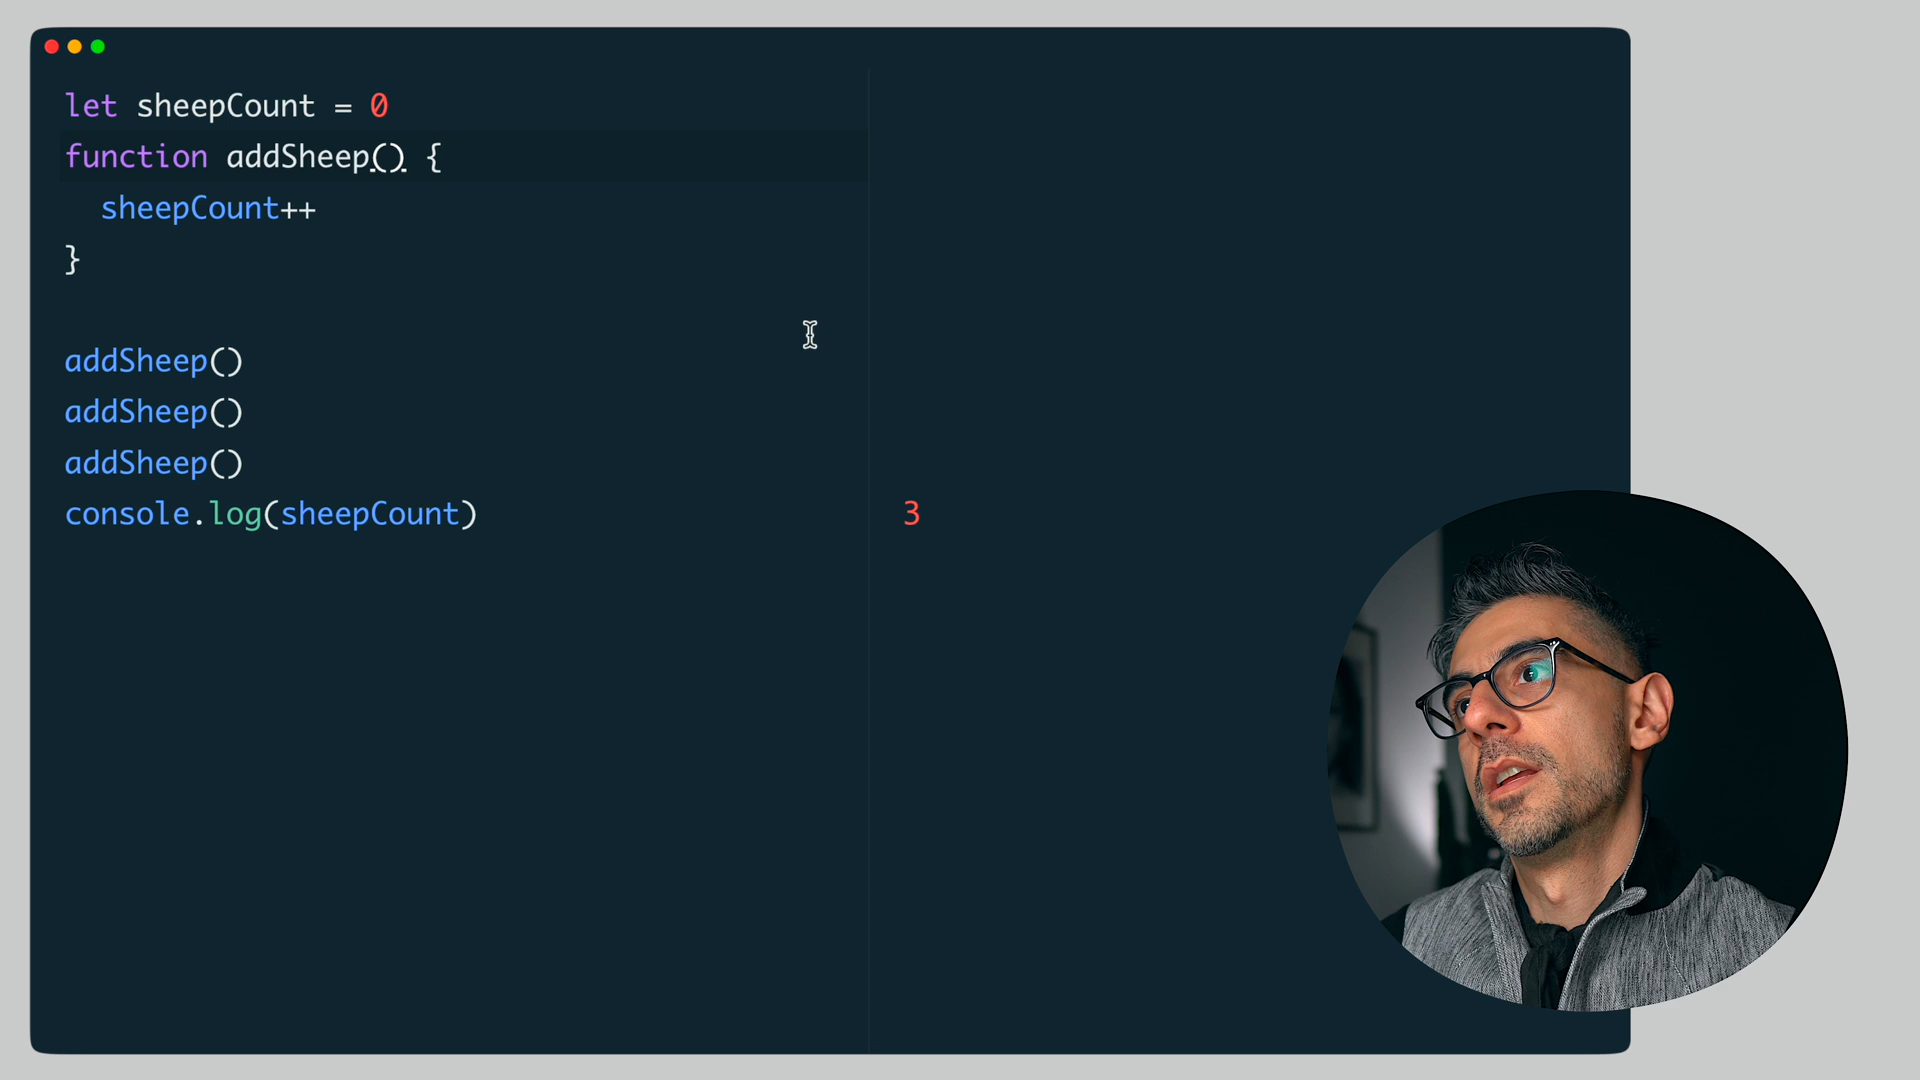 let sheepCount = 0
function addSheep() {
  sheepCount++
}
addSheep()
addSheep()
addSheep()
console.log(sheepCount)
3